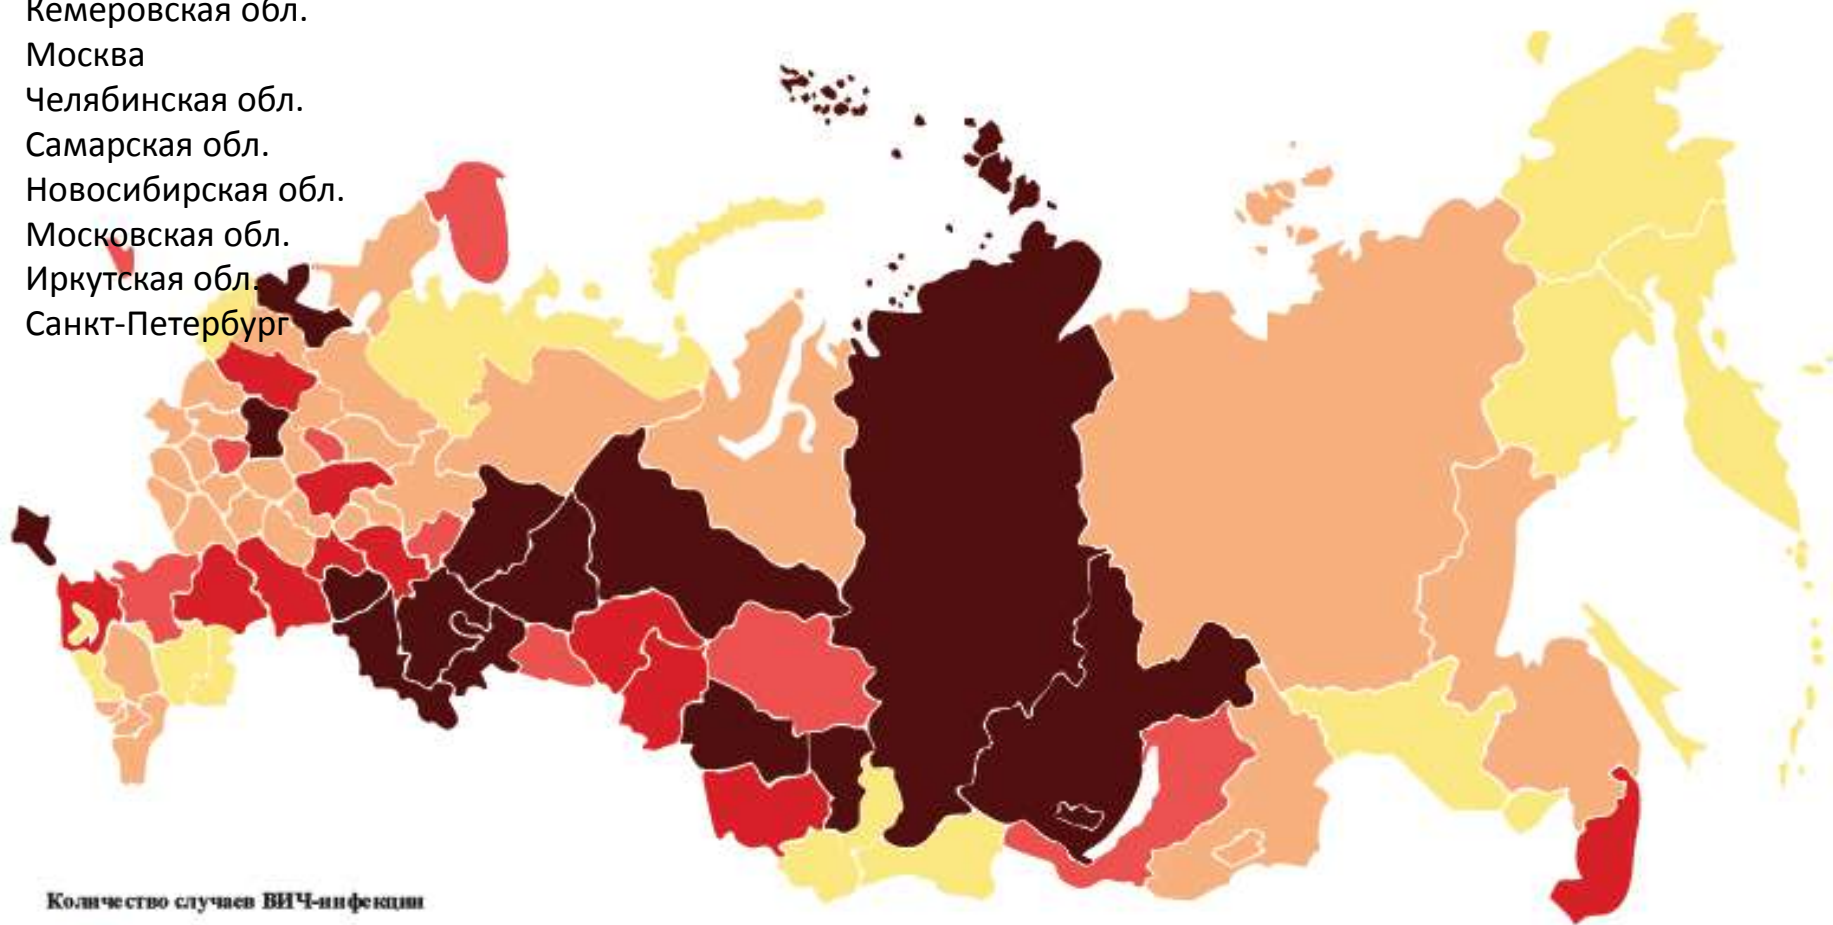 Кемеровская обл.
Москва
Челябинская обл.
Самарская обл.
Новосибирская обл.
Московская обл.
Иркутская обл.
Санкт-Петербург
Количество случаев ВИЧ-инфекции